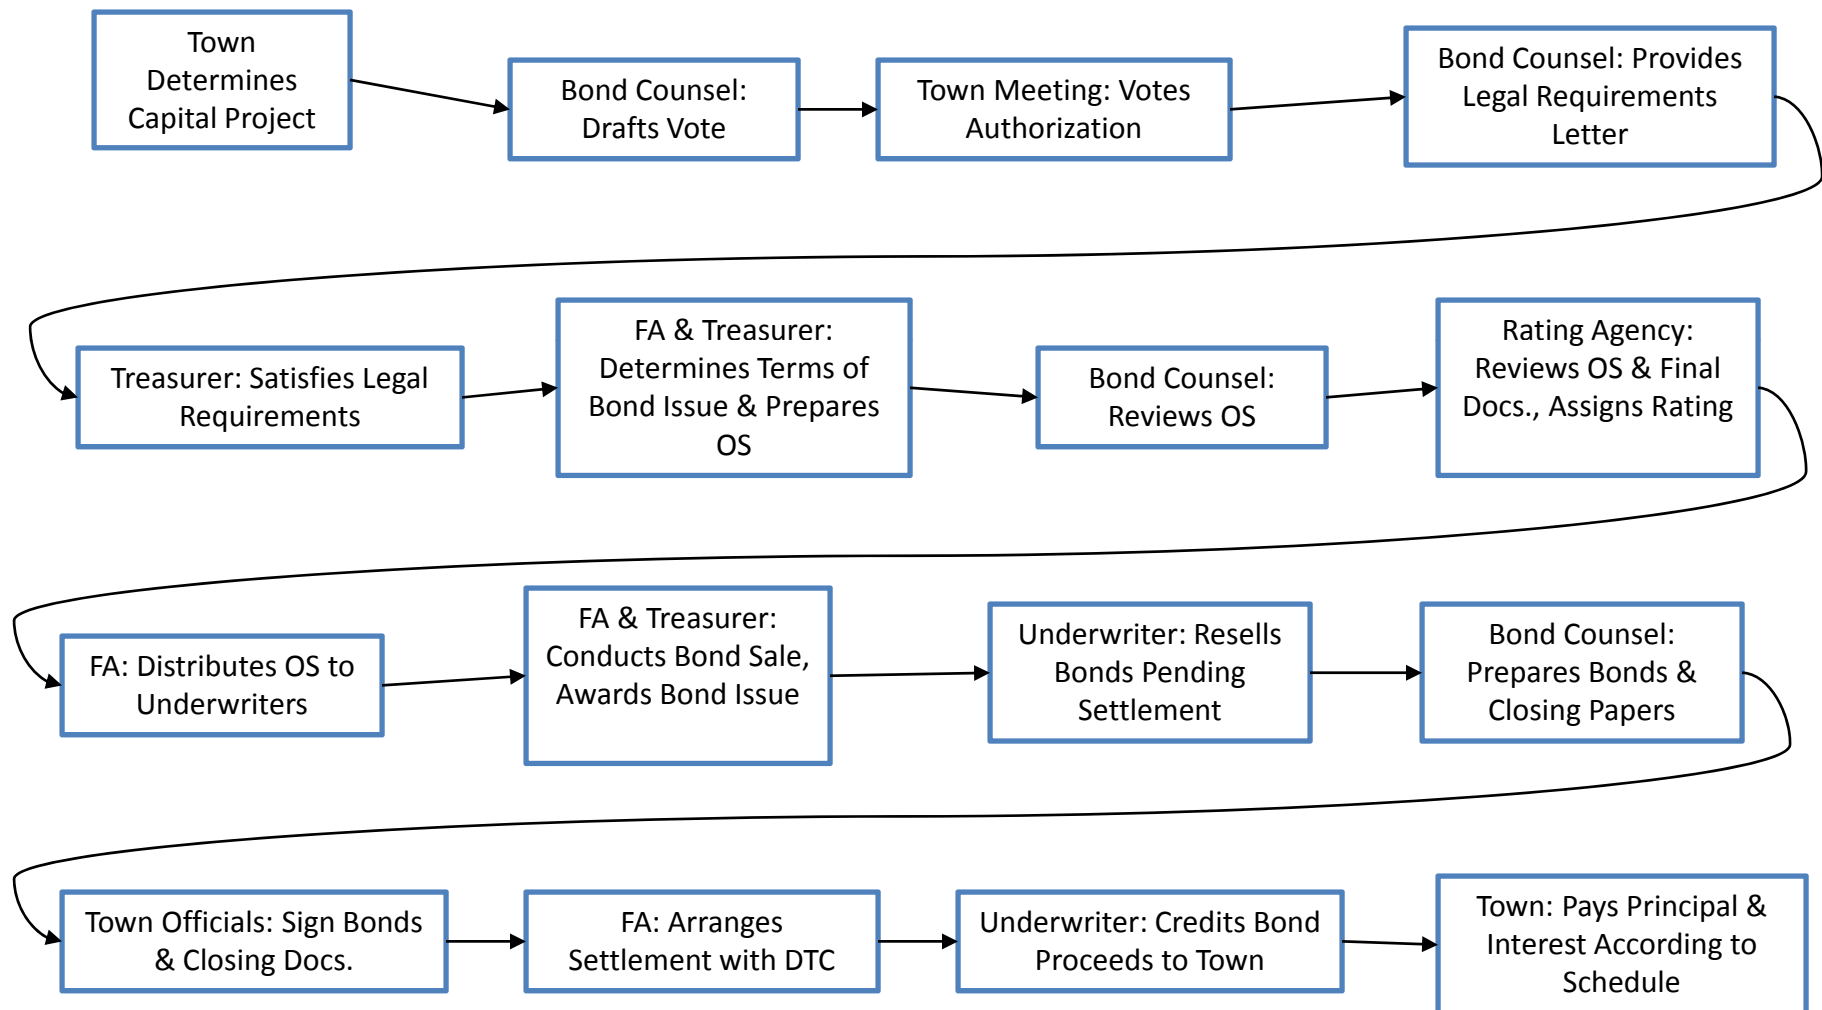 Town
Determines
Capital Project
Bond Counsel:
Drafts Vote
Town Meeting: Votes
Authorization
Bond Counsel: Provides
Legal Requirements
Letter
Treasurer: Satisfies Legal
Requirements
FA & Treasurer:
Determines Terms of
Bond Issue & Prepares
OS
Bond Counsel:
Reviews OS
Rating Agency:
Reviews OS & Final
Docs., Assigns Rating
FA: Distributes OS to
Underwriters
FA & Treasurer:
Conducts Bond Sale,
Awards Bond Issue
Underwriter: Resells
Bonds Pending
Settlement
Bond Counsel:
Prepares Bonds &
Closing Papers
Town Officials: Sign Bonds
& Closing Docs.
FA: Arranges
Settlement with DTC
Underwriter: Credits Bond
Proceeds to Town
Town: Pays Principal &
Interest According to
Schedule